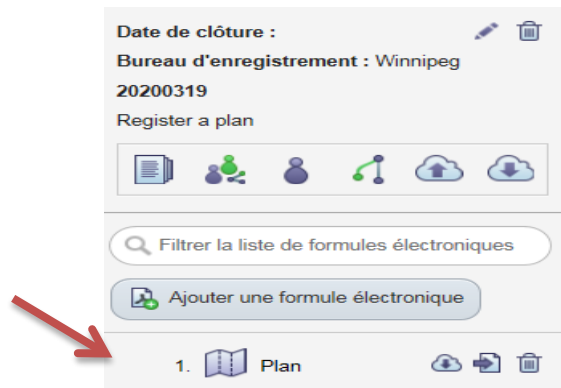 Date de clôture :
Bureau d'enregistrement : Winnipeg
20200319
Register a plan
Filtrer la liste de formules électroniques
Ajouter une formule électronique
1. Plan